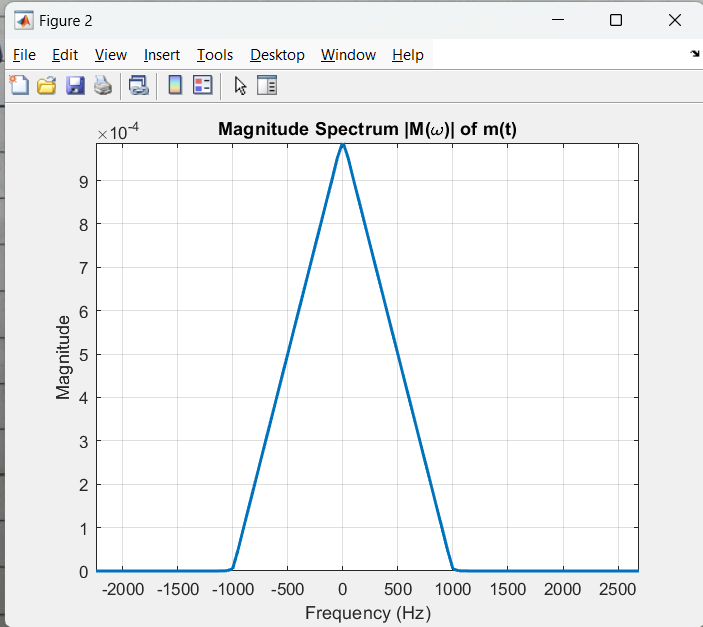 Figure 2
File Edit View Insert Tools Desktop Window Help
×10⁻⁴
Magnitude Spectrum |M(ω)| of m(t)
9
8
7
6
5
4
3
2
1
0
Magnitude
-2000 -1500 -1000 -500 0 500 1000 1500 2000 2500
Frequency (Hz)